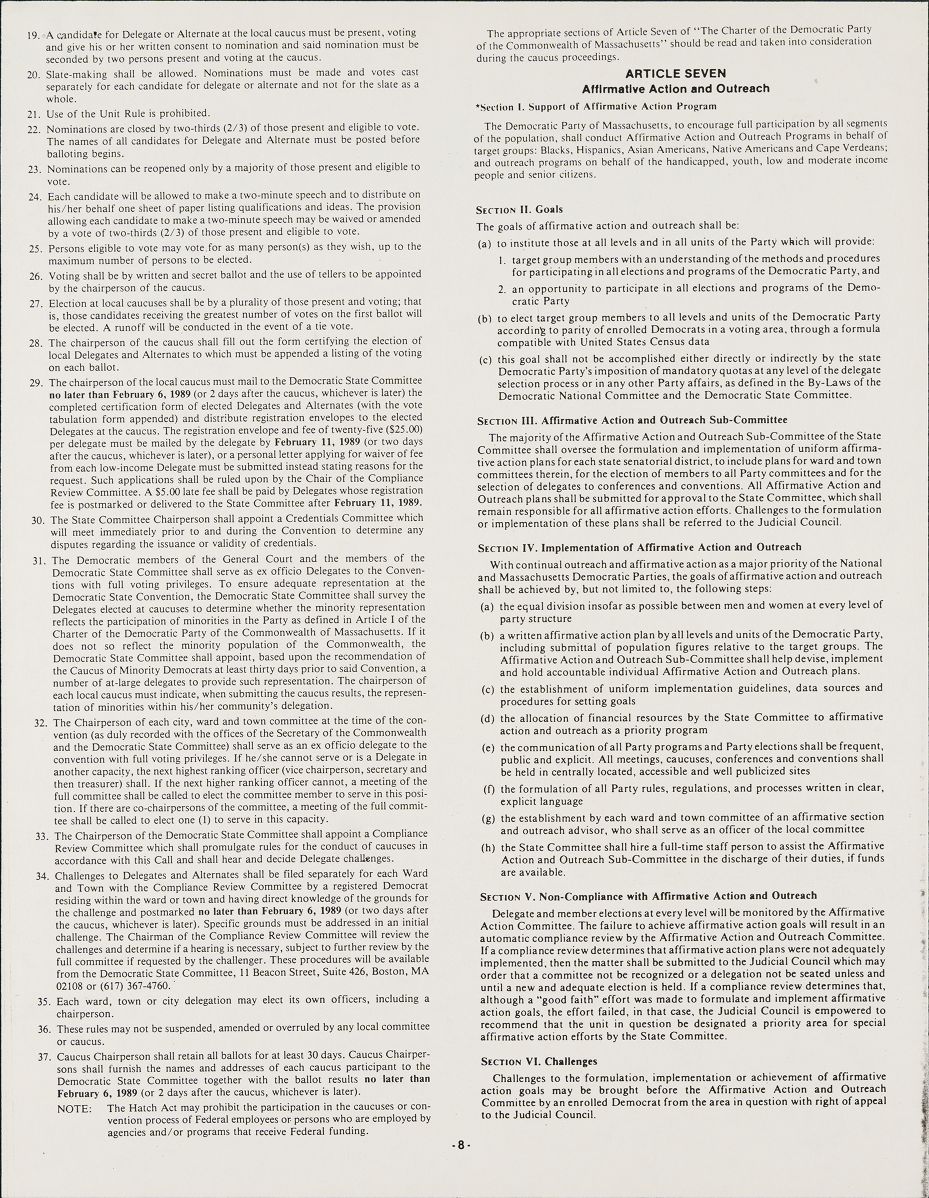 19. A candidate for Delegate or Alternate at the local caucus must be present, voting
and give his or her written consent to nomination and said nomination must be
seconded by two persons present and voting at the caucus.
20. Slate-making shall be allowed. Nominations must be made and votes cast
separately for each candidate for delegate or alternate and not for the slate as a
whole.
21. Use of the Unit Rule is prohibited.
22. Nominations are closed by two-thirds (2/3) of those present and eligible to vote.
The names of all candidates for Delegate and Alternate must be posted before
balloting begins.
23. Nominations can be reopened only by a majority of those present and eligible to
vote.
24. Each candidate will be allowed to make a two-minute speech and to distribute on
his/her behalf one sheet of paper listing qualifications and ideas. The provision
allowing each candidate to make a two-minute speech may be waived or amended
by a vote of two-thirds (2/3) of those present and eligible to vote.
25. Persons eligible to vote may vote for as many person(s) as they wish, up to the
maximum number of persons to be elected.
26. Voting shall be by written and secret ballot and the use of tellers to be appointed
by the chairperson of the caucus.
27. Election at local caucuses shall be by a plurality of those present and voting; that
is, those candidates receiving the greatest number of votes on the first ballot will
be elected. A runoff will be conducted in the event of a tie vote.
28. The chairperson of the caucus shall fill out the form certifying the election of
local Delegates and Alternates to which must be appended a listing of the voting
on each ballot.
29. The chairperson of the local caucus must mail to the Democratic State Committee
no later than February 6, 1989 (or 2 days after the caucus, whichever is later) the
completed certification form of elected Delegates and Alternates (with the vote
tabulation form appended) and distribute registration envelopes to the elected
Delegates at the caucus. The registration envelope and fee of twenty-five ($25.00)
per delegate must be mailed by the delegate by February 11, 1989 (or two days
after the caucus, whichever is later), or a personal letter applying for waiver of fee
from each low-income Delegate must be submitted instead stating reasons for the
request. Such applications shall be ruled upon by the Chair of the Compliance
Review Committee. A $5.00 late fee shall be paid by Delegates whose registration
fee is postmarked or delivered to the State Committee after February 11, 1989.
30. The State Committee Chairperson shall appoint a Credentials Committee which
will meet immediately prior to and during the Convention to determine any
disputes regarding the issuance or validity of credentials.
31. The Democratic members of the General Court and the members of the
Democratic State Committee shall serve as ex officio Delegates to the Conven-
tions with full voting privileges. To ensure adequate representation at the
Democratic State Convention, the Democratic State Committee shall survey the
Delegates elected at caucuses to determine whether the minority representation
reflects the participation of minorities in the Party as defined in Article I of the
Charter of the Democratic Party of the Commonwealth of Massachusetts. If it
does not so reflect the minority population of the Commonwealth, the
Democratic State Committee shall appoint, based upon the recommendation of
the Caucus of Minority Democrats at least thirty days prior to said Convention, a
number of at-large delegates to provide such representation. The chairperson of
each local caucus must indicate, when submitting the caucus results, the represen-
tation of minorities within his/her community's delegation.
32. The Chairperson of each city, ward and town committee at the time of the con-
vention (as duly recorded with the offices of the Secretary of the Commonwealth
and the Democratic State Committee) shall serve as an ex officio delegate to the
convention with full voting privileges. If he/she cannot serve or is a Delegate in
another capacity, the next highest ranking officer (vice chairperson, secretary and
then treasurer) shall. If the next higher ranking officer cannot, a meeting of the
full committee shall be called to elect the committee member to serve in this posi-
tion. If there are co-chairpersons of the committee, a meeting of the full commit-
tee shall be called to elect one (1) to serve in this capacity.
33. The Chairperson of the Democratic State Committee shall appoint a Compliance
Review Committee which shall promulgate rules for the conduct of caucuses in
accordance with this Call and shall hear and decide Delegate challenges.
34. Challenges to Delegates and Alternates shall be filed separately for each Ward
and Town with the Compliance Review Committee by a registered Democrat
residing within the ward or town and having direct knowledge of the grounds for
the challenge and postmarked no later than February 6, 1989 (or two days after
the caucus, whichever is later). Specific grounds must be addressed in an initial
challenge. The Chairman of the Compliance Review Committee will review the
challenges and determine if a hearing is necessary, subject to further review by the
full committee if requested by the challenger. These procedures will be available
from the Democratic State Committee, 11 Beacon Street, Suite 426, Boston, MA
02108 or (617) 367-4760.
35. Each ward, town or city delegation may elect its own officers, including a
chairperson.
36. These rules may not be suspended, amended or overruled by any local committee
or caucus.
37. Caucus Chairperson shall retain all ballots for at least 30 days. Caucus Chairper-
sons shall furnish the names and addresses of each caucus participant to the
Democratic State Committee together with the ballot results no later than
February 6, 1989 (or 2 days after the caucus, whichever is later).
NOTE: The Hatch Act may prohibit the participation in the caucuses or con-
vention process of Federal employees or persons who are employed by
agencies and/or programs that receive Federal funding.
The appropriate sections of Article Seven of "The Charter of the Democratic Party
of the Commonwealth of Massachusetts" should be read and taken into consideration
during the caucus proceedings.
ARTICLE SEVEN
Affirmative Action and Outreach
*Section I. Support of Affirmative Action Program
The Democratic Party of Massachusetts, to encourage full participation by all segments
of the population, shall conduct Affirmative Action and Outreach Programs in behalf of
target groups: Blacks, Hispanics, Asian Americans, Native Americans and Cape Verdeans;
and outreach programs on behalf of the handicapped, youth, low and moderate income
people and senior citizens.
SECTION II. Goals
The goals of affirmative action and outreach shall be:
(a) to institute those at all levels and in all units of the Party which will provide:
1. target group members with an understanding of the methods and procedures
for participating in all elections and programs of the Democratic Party, and
2. an opportunity to participate in all elections and programs of the Demo-
cratic Party
(b) to elect target group members to all levels and units of the Democratic Party
according to parity of enrolled Democrats in a voting area, through a formula
compatible with United States Census data
(c) this goal shall not be accomplished either directly or indirectly by the state
Democratic Party's imposition of mandatory quotas at any level of the delegate
selection process or in any other Party affairs, as defined in the By-Laws of the
Democratic National Committee and the Democratic State Committee.
SECTION III. Affirmative Action and Outreach Sub-Committee
The majority of the Affirmative Action and Outreach Sub-Committee of the State
Committee shall oversee the formulation and implementation of uniform affirma-
tive action plans for each state senatorial district, to include plans for ward and town
committees therein, for the election of members to all Party committees and for the
selection of delegates to conferences and conventions. All Affirmative Action and
Outreach plans shall be submitted for approval to the State Committee, which shall
remain responsible for all affirmative action efforts. Challenges to the formulation
or implementation of these plans shall be referred to the Judicial Council.
SECTION IV. Implementation of Affirmative Action and Outreach
With continual outreach and affirmative action as a major priority of the National
and Massachusetts Democratic Parties, the goals of affirmative action and outreach
shall be achieved by, but not limited to, the following steps:
(a) the equal division insofar as possible between men and women at every level of
party structure
(b) a written affirmative action plan by all levels and units of the Democratic Party,
including submittal of population figures relative to the target groups. The
Affirmative Action and Outreach Sub-Committee shall help devise, implement
and hold accountable individual Affirmative Action and Outreach plans.
(c) the establishment of uniform implementation guidelines, data sources and
procedures for setting goals
(d) the allocation of financial resources by the State Committee to affirmative
action and outreach as a priority program
(e) the communication of all Party programs and Party elections shall be frequent,
public and explicit. All meetings, caucuses, conferences and conventions shall
be held in centrally located, accessible and well publicized sites
(f) the formulation of all Party rules, regulations, and processes written in clear,
explicit language
(g) the establishment by each ward and town committee of an affirmative section
and outreach advisor, who shall serve as an officer of the local committee
(h) the State Committee shall hire a full-time staff person to assist the Affirmative
Action and Outreach Sub-Committee in the discharge of their duties, if funds
are available.
SECTION V. Non-Compliance with Affirmative Action and Outreach
Delegate and member elections at every level will be monitored by the Affirmative
Action Committee. The failure to achieve affirmative action goals will result in an
automatic compliance review by the Affirmative Action and Outreach Committee.
If a compliance review determines that affirmative action plans were not adequately
implemented, then the matter shall be submitted to the Judicial Council which may
order that a committee not be recognized or a delegation not be seated unless and
until a new and adequate election is held. If a compliance review determines that,
although a "good faith" effort was made to formulate and implement affirmative
action goals, the effort failed, in that case, the Judicial Council is empowered to
recommend that the unit in question be designated a priority area for special
affirmative action efforts by the State Committee.
SECTION VI. Challenges
Challenges to the formulation, implementation or achievement of affirmative
action goals may be brought before the Affirmative Action and Outreach
Committee by an enrolled Democrat from the area in question with right of appeal
to the Judicial Council.
- 8 -